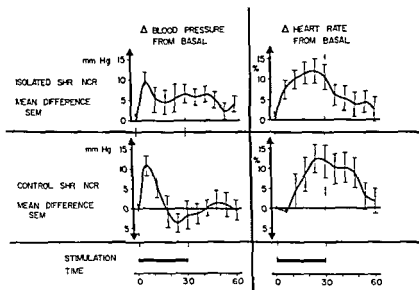 Δ BLOOD PRESSURE
FROM BASAL
Δ HEART RATE
FROM BASAL
mm Hg
15
10
5
0
%
15
10
5
0
ISOLATED SHR NCR
MEAN DIFFERENCE
SEM
mm Hg
15
10
5
0
5
%
15
10
5
0
5
CONTROL SHR NCR
MEAN DIFFERENCE
SEM
STIMULATION
TIME
0 30 60
0 30 60